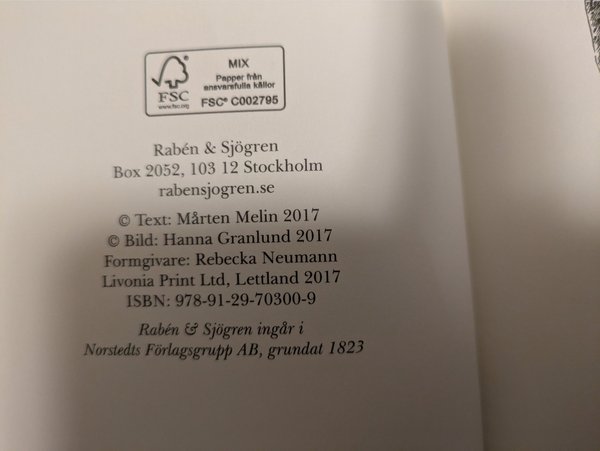 MIX
Papper från
ansvarsfulla källor
FSC® C002795
FSC
www.fsc.org
Rabén & Sjögren
Box 2052, 103 12 Stockholm
rabensjogren.se
© Text: Mårten Melin 2017
© Bild: Hanna Granlund 2017
Formgivare: Rebecka Neumann
Livonia Print Ltd, Lettland 2017
ISBN: 978-91-29-70300-9
Rabén & Sjögren ingår i
Norstedts Förlagsgrupp AB, grundat 1823